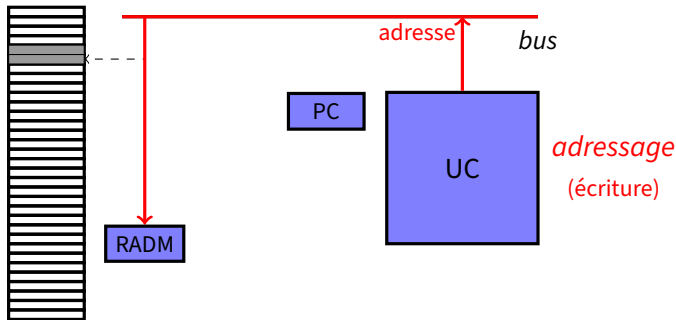 adresse
bus
PC
UC
adressage
(écriture)
RADM